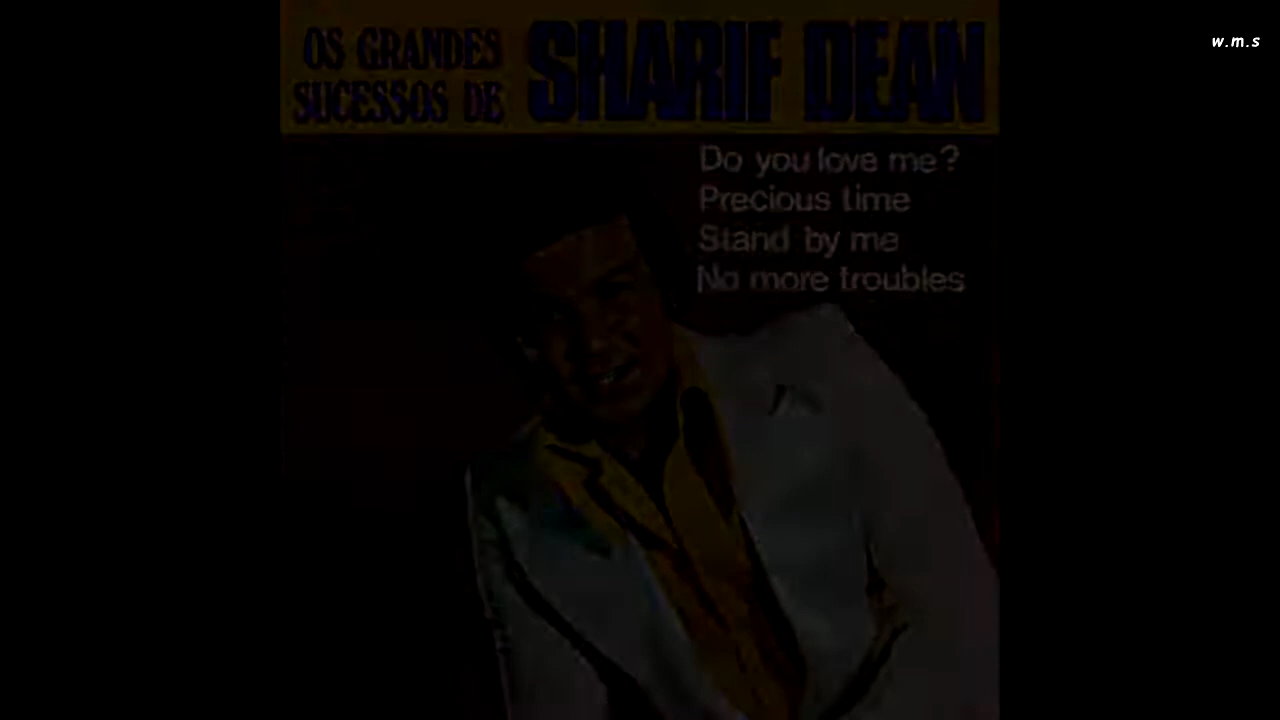 OS GRANDES
SUCESSOS DE
SHARIF DEAN
Do you love me?
Precious time
Stand by me
No more troubles
w.m.s